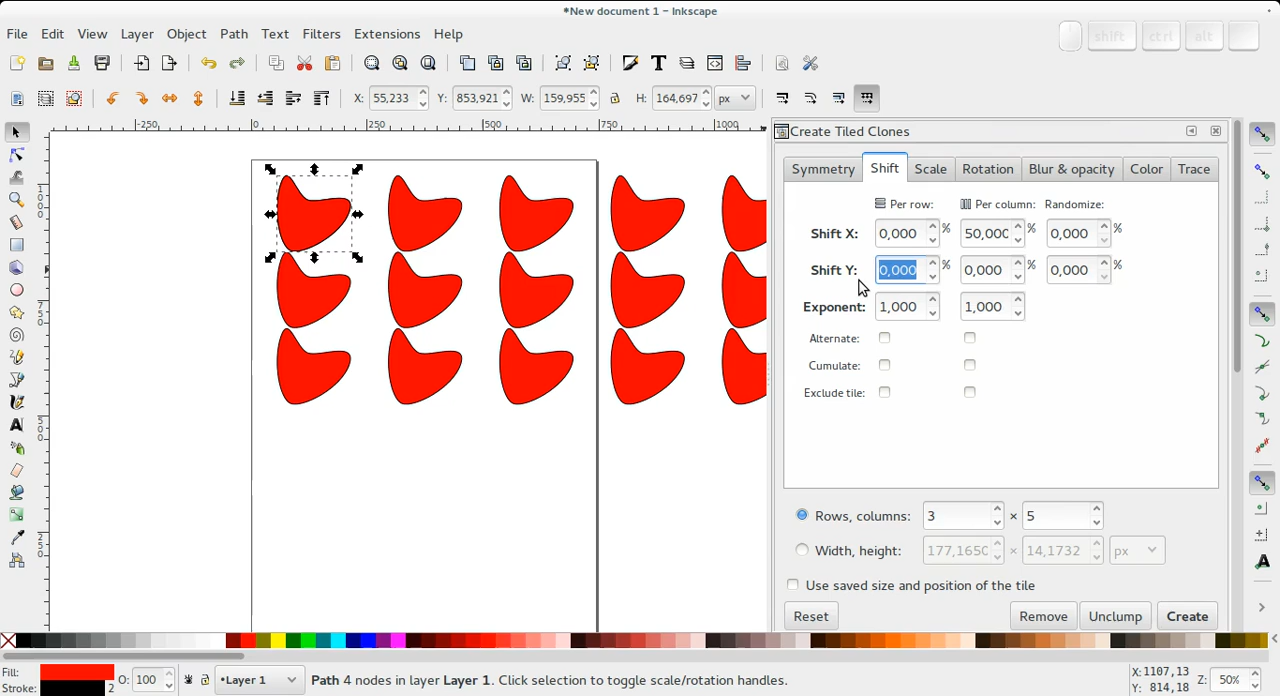 *New document 1 - Inkscape
File Edit View Layer Object Path Text Filters Extensions Help
shift ctrl alt
X: 55,233 Y: 853,921 W: 159,955 H: 164,697 px
-250 0 250 500 750 1000
Create Tiled Clones
Symmetry Shift Scale Rotation Blur & opacity Color Trace
Per row: Per column: Randomize:
Shift X: 0,000 % 50,000 % 0,000 %
Shift Y: 0,000 % 0,000 % 0,000 %
Exponent: 1,000 1,000
Alternate:
Cumulate:
Exclude tile:
1000
750
500
250
Rows, columns: 3 × 5
Width, height: 177,1650 × 14,1732 px
Use saved size and position of the tile
Reset Remove Unclump Create
Fill: O: 100 •Layer 1 Path 4 nodes in layer Layer 1. Click selection to toggle scale/rotation handles. X:1107,13 Z: 50%
Stroke: 2 Y: 814,18